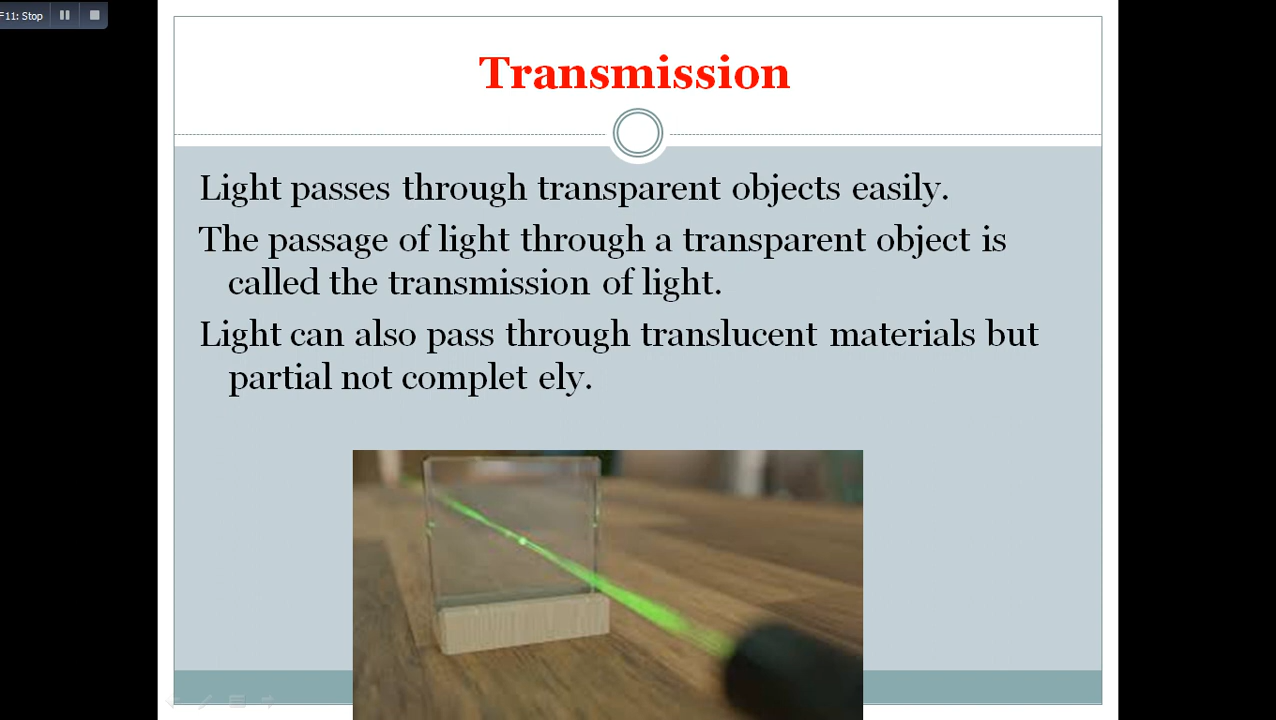 F11: Stop
Transmission
Light passes through transparent objects easily.
The passage of light through a transparent object is
called the transmission of light.
Light can also pass through translucent materials but
partial not complet ely.